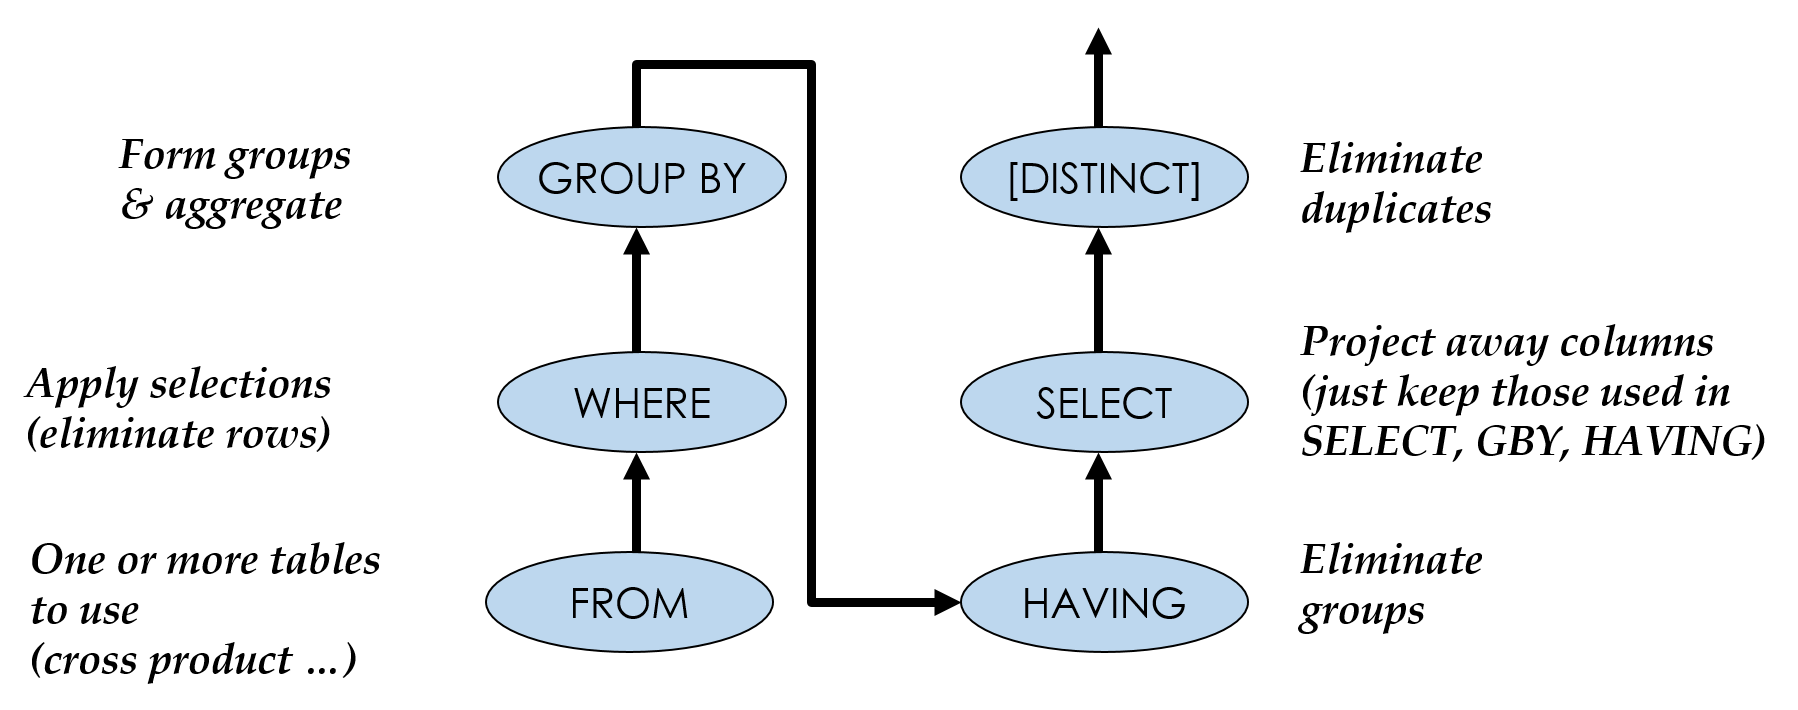 Form groups
& aggregate
GROUP BY
[DISTINCT]
Eliminate
duplicates
Apply selections
(eliminate rows)
WHERE
SELECT
Project away columns
(just keep those used in
SELECT, GBY, HAVING)
One or more tables
to use
(cross product …)
FROM
HAVING
Eliminate
groups